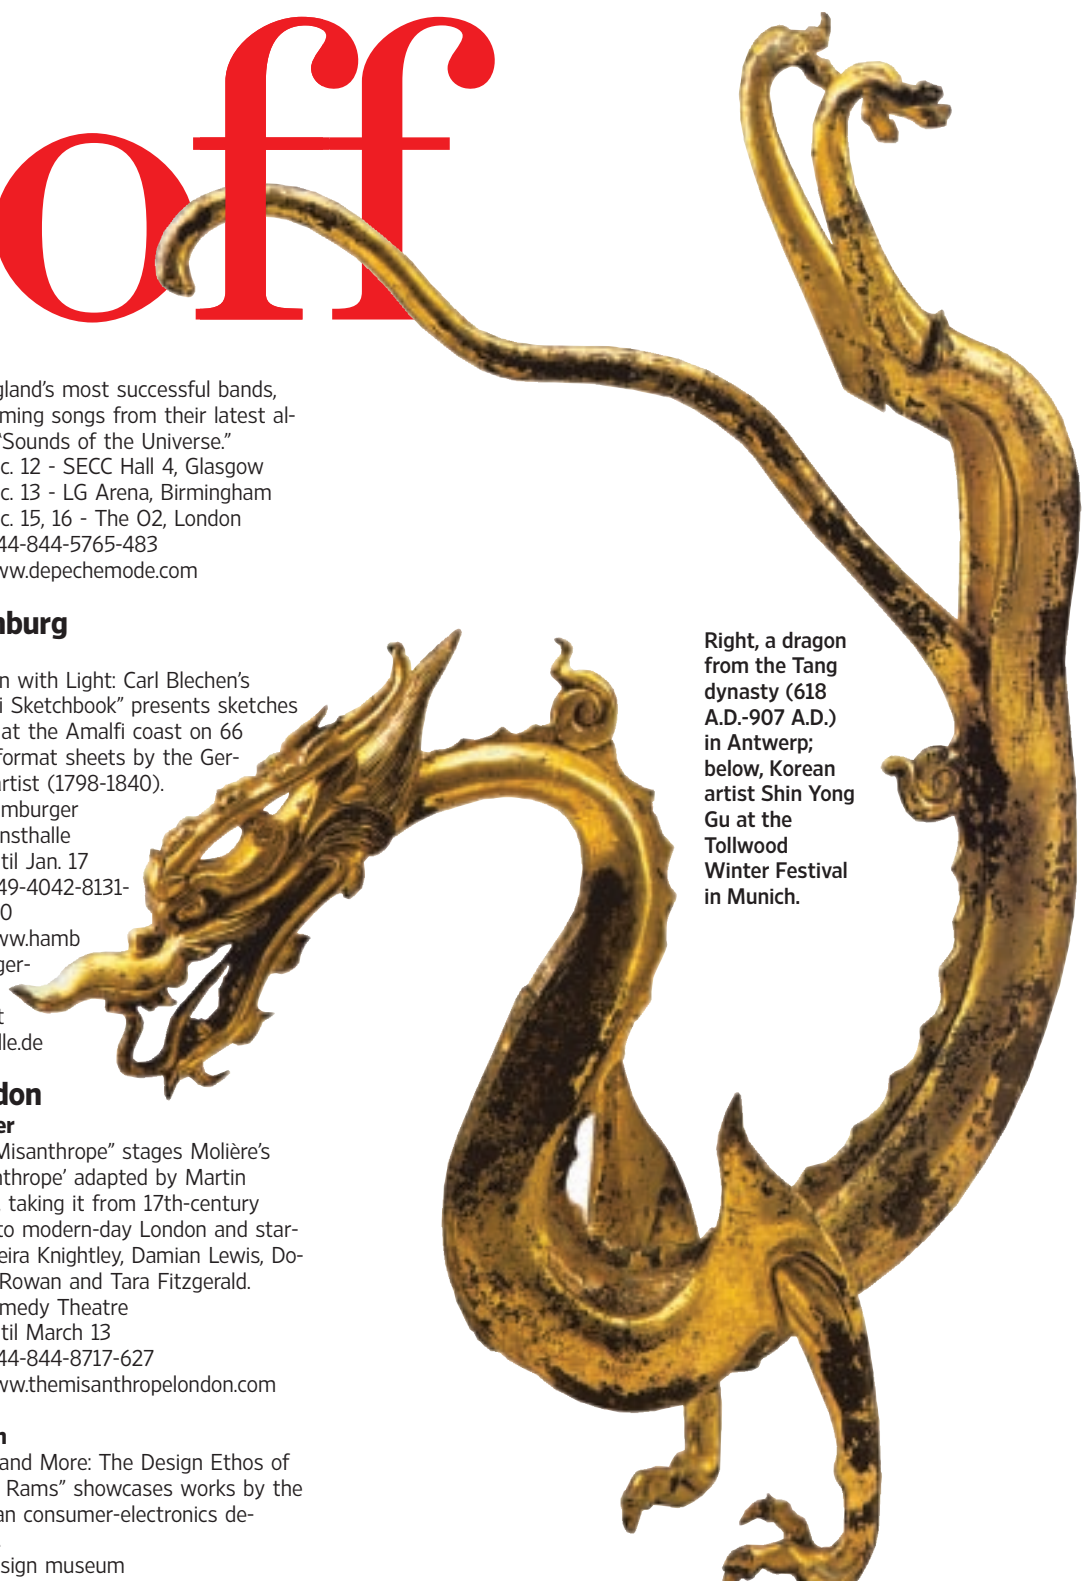 off
gland's most successful bands,
ming songs from their latest al-
"Sounds of the Universe."
c. 12 - SECC Hall 4, Glasgow
c. 13 - LG Arena, Birmingham
c. 15, 16 - The O2, London
44-844-5765-483
ww.depechemode.com
nburg
n with Light: Carl Blechen's
i Sketchbook" presents sketches
at the Amalfi coast on 66
format sheets by the Ger-
artist (1798-1840).
mburger
nsthalle
til Jan. 17
49-4042-8131-
0
ww.hamb
ger-
t
lle.de
don
er
Misanthrope" stages Molière's
nthrope' adapted by Martin
, taking it from 17th-century
to modern-day London and star-
eira Knightley, Damian Lewis, Do-
Rowan and Tara Fitzgerald.
medy Theatre
til March 13
44-844-8717-627
ww.themisanthropelondon.com
n
and More: The Design Ethos of
Rams" showcases works by the
an consumer-electronics de-
.
sign museum
Right, a dragon
from the Tang
dynasty (618
A.D.-907 A.D.)
in Antwerp;
below, Korean
artist Shin Yong
Gu at the
Tollwood
Winter Festival
in Munich.